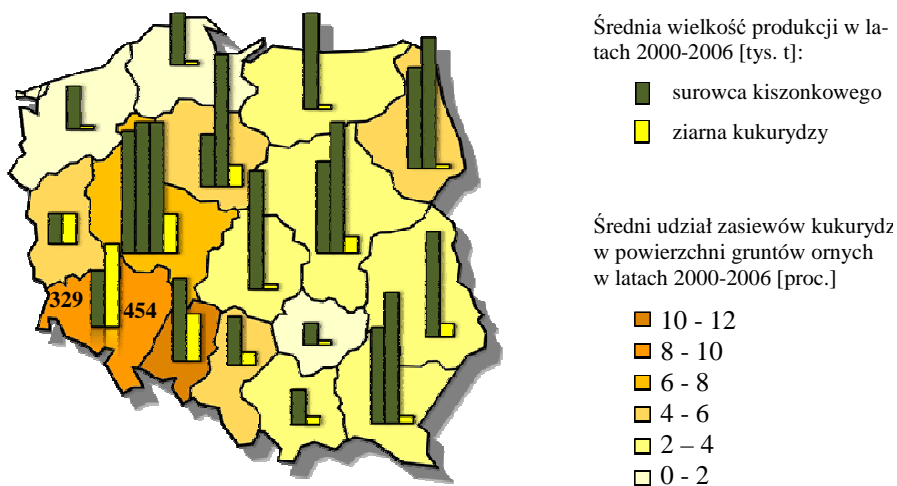 Średnia wielkość produkcji w la-
tach 2000-2006 [tys. t]:
surowca kiszonkowego
ziarna kukurydzy
Średni udział zasiewów kukurydz
w powierzchni gruntów ornych
w latach 2000-2006 [proc.]
10 - 12
8 - 10
6 - 8
4 - 6
2 – 4
0 - 2
329
454